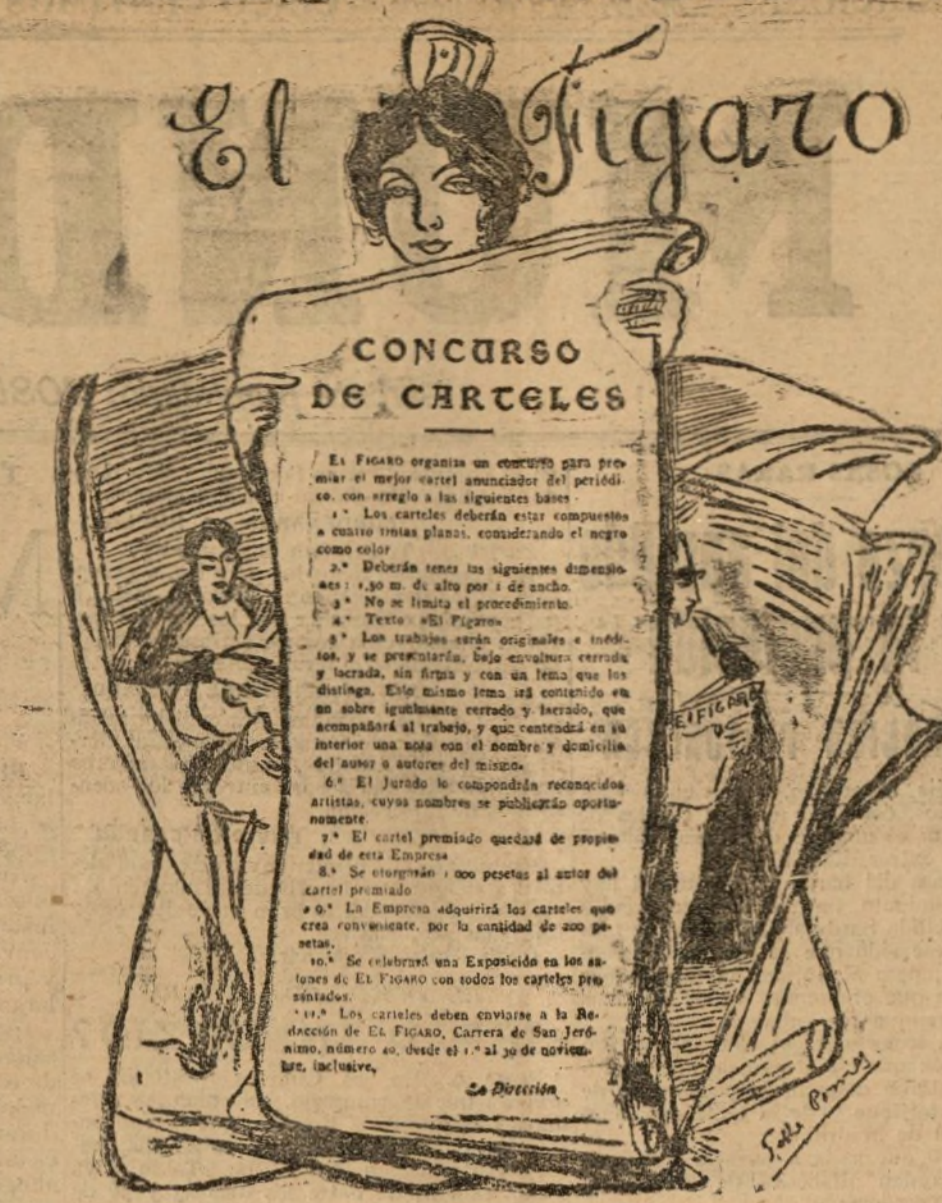 El Figaro
CONCURSO
DE CARTELES
EL FIGARO organiza un concurso para pre-
miar el mejor cartel anunciador del periódi-
co, con arreglo a las siguientes bases
1.ª Los carteles deberán estar compuestos
a cuatro tintas planas, considerando el negro
como color
2.ª Deberán tener las siguientes dimensio-
nes: 1,50 m. de alto por 1 de ancho.
3.ª No se limita el procedimiento.
4.ª Texto «El Figaro»
5.ª Los trabajos serán originales e inédi-
tos, y se presentarán, bajo envoltura cerrada
y lacrada, sin firma y con un lema que los
distinga. Este mismo lema irá contenido en
un sobre igualmente cerrado y lacrado, que
acompañará al trabajo, y que contendrá en su
interior una nota con el nombre y domicilio
del autor o autores del mismo.
6.ª El Jurado lo compondrán reconocidos
artistas, cuyos nombres se publicarán oportu-
namente.
7.ª El cartel premiado quedará de propie-
dad de esta Empresa
8.ª Se otorgarán 1 000 pesetas al autor del
cartel premiado
9.ª La Empresa adquirirá los carteles que
crea conveniente, por la cantidad de 200 pe-
setas.
10.ª Se celebrará una Exposición en los sa-
lones de EL FIGARO con todos los carteles pre-
sentados.
11.ª Los carteles deben enviarse a la Re-
dacción de EL FIGARO, Carrera de San Jeró-
nimo, número 40, desde el 1.º al 30 de noviem-
bre, inclusive.
La Dirección
El FIGARO